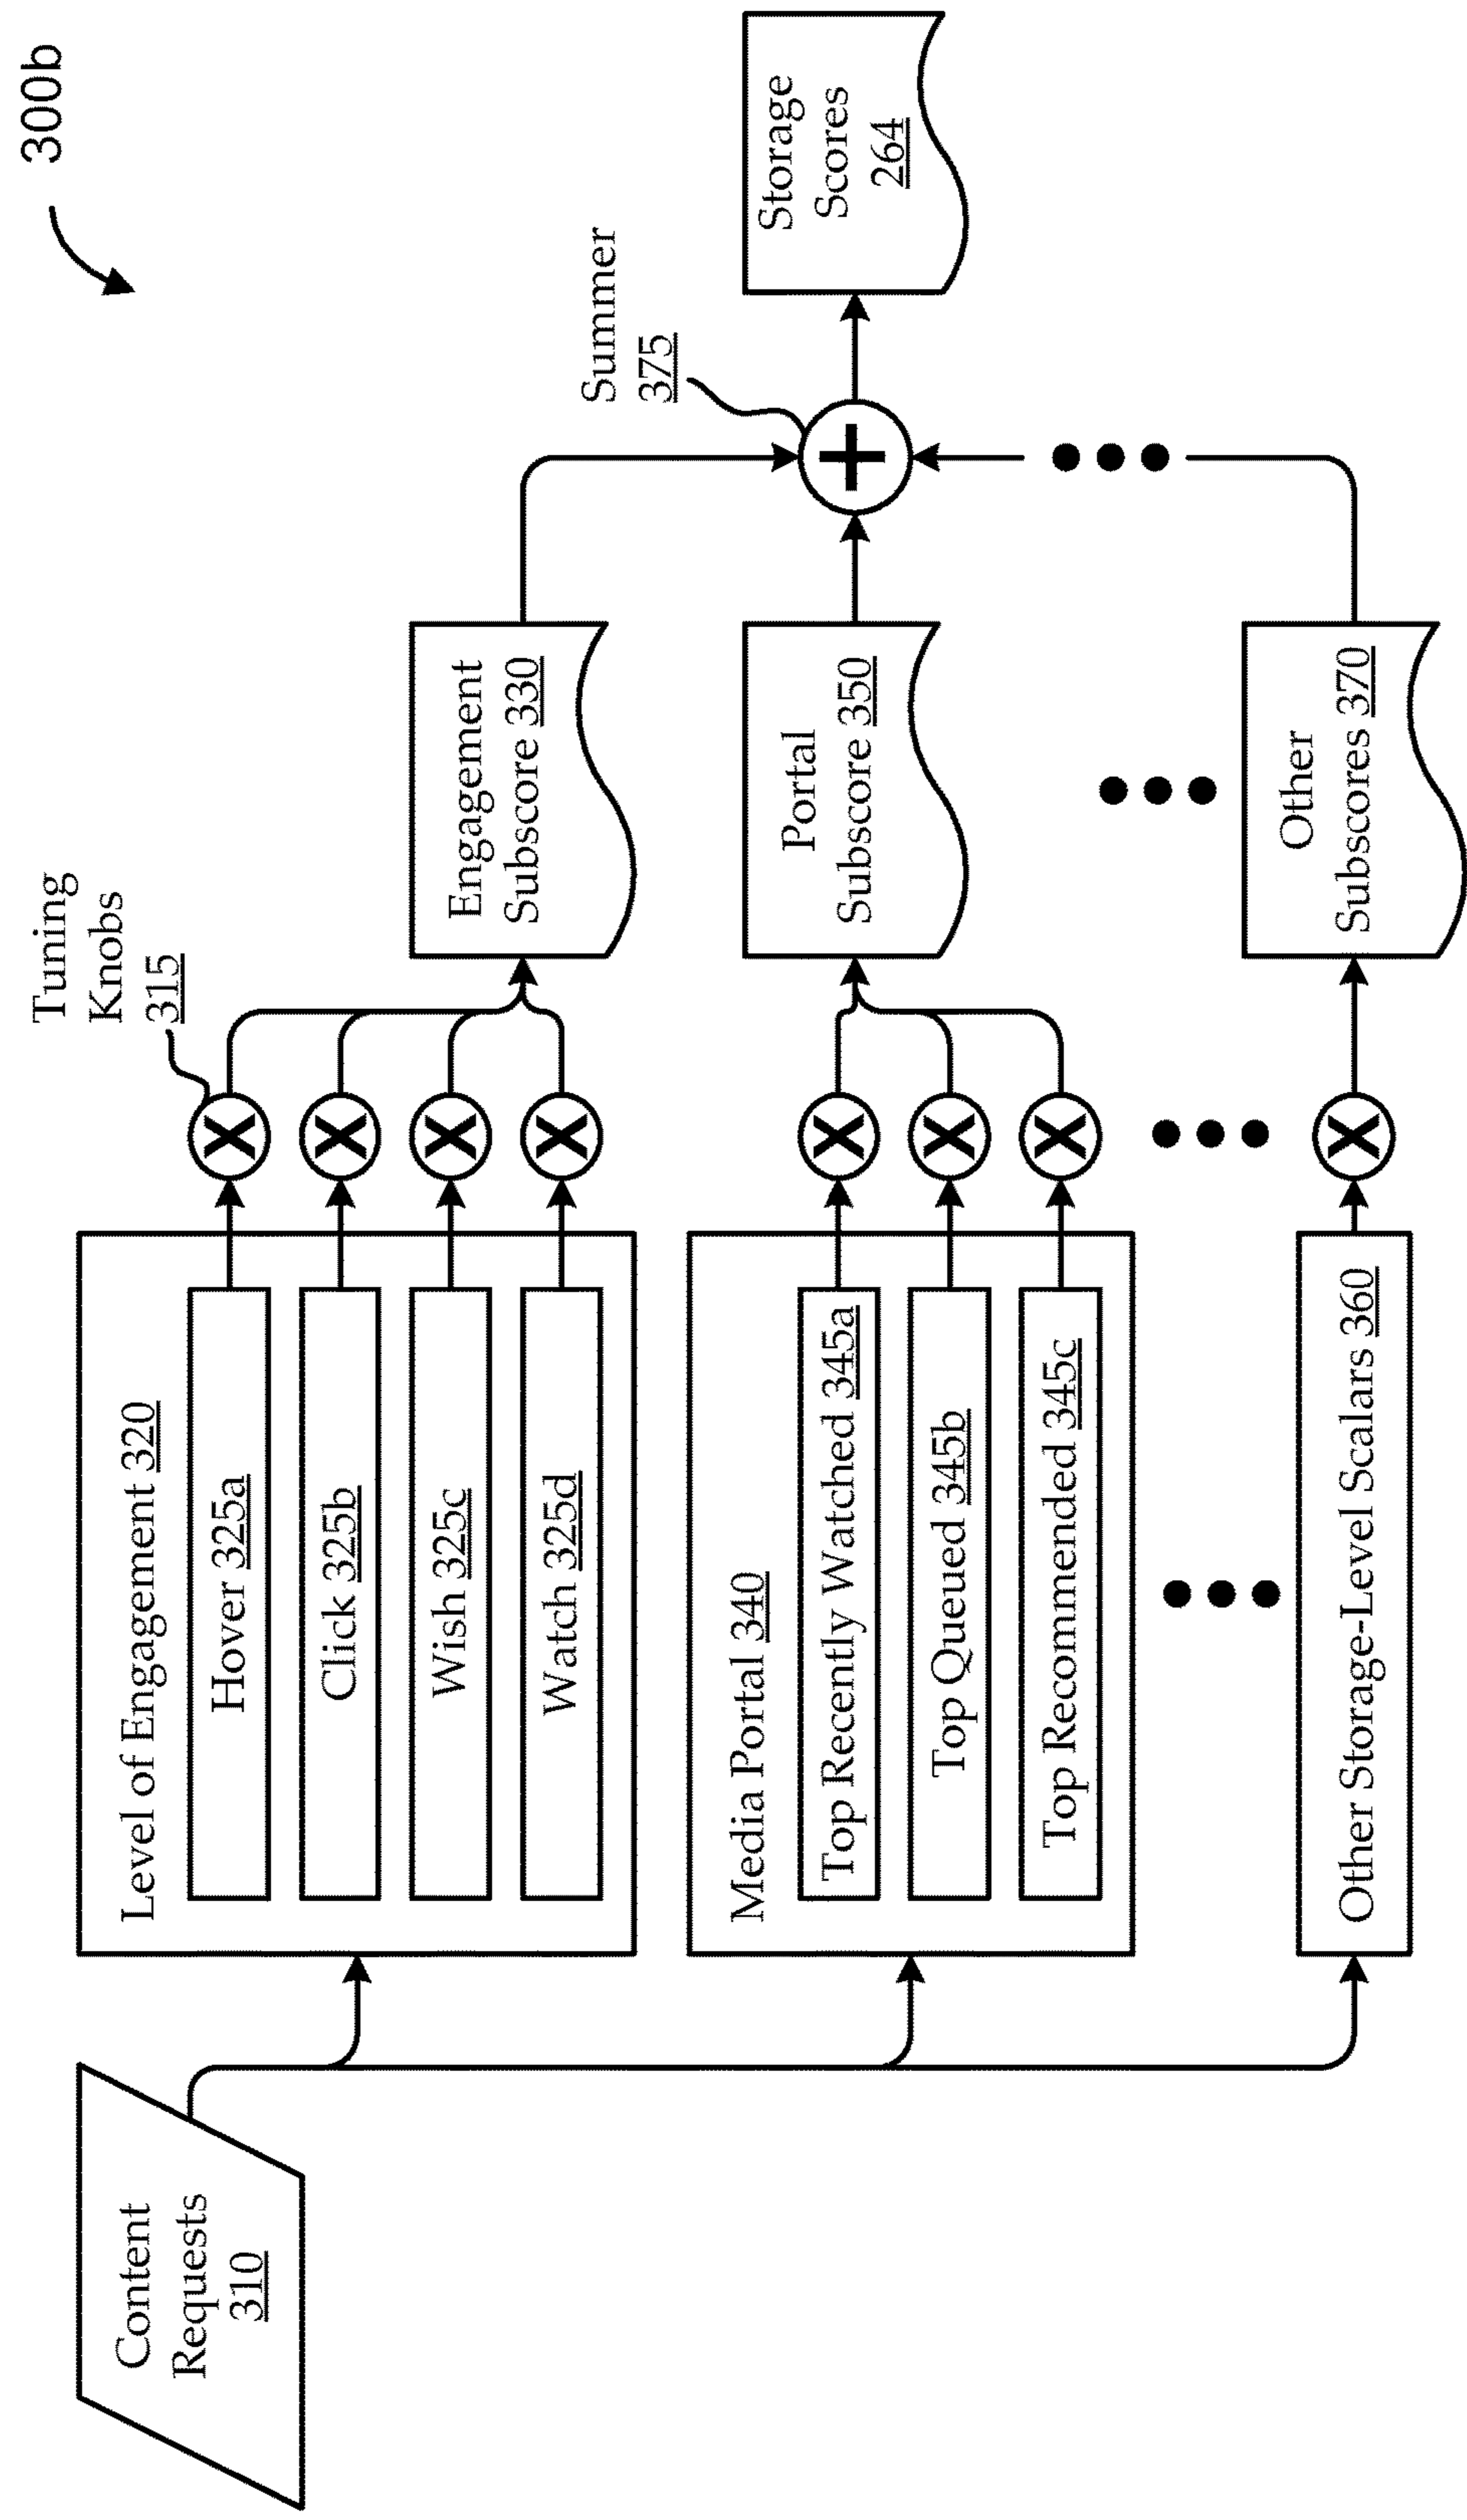 300b
Content
Requests
310
Level of Engagement 320
Hover 325a
Click 325b
Wish 325c
Watch 325d
Tuning
Knobs
315
X
X
X
X
Engagement
Subscore 330
Media Portal 340
Top Recently Watched 345a
Top Queued 345b
Top Recommended 345c
X
X
X
Portal
Subscore 350
Other Storage-Level Scalars 360
X
Other
Subscores 370
Summer
375
+
Storage
Scores
264